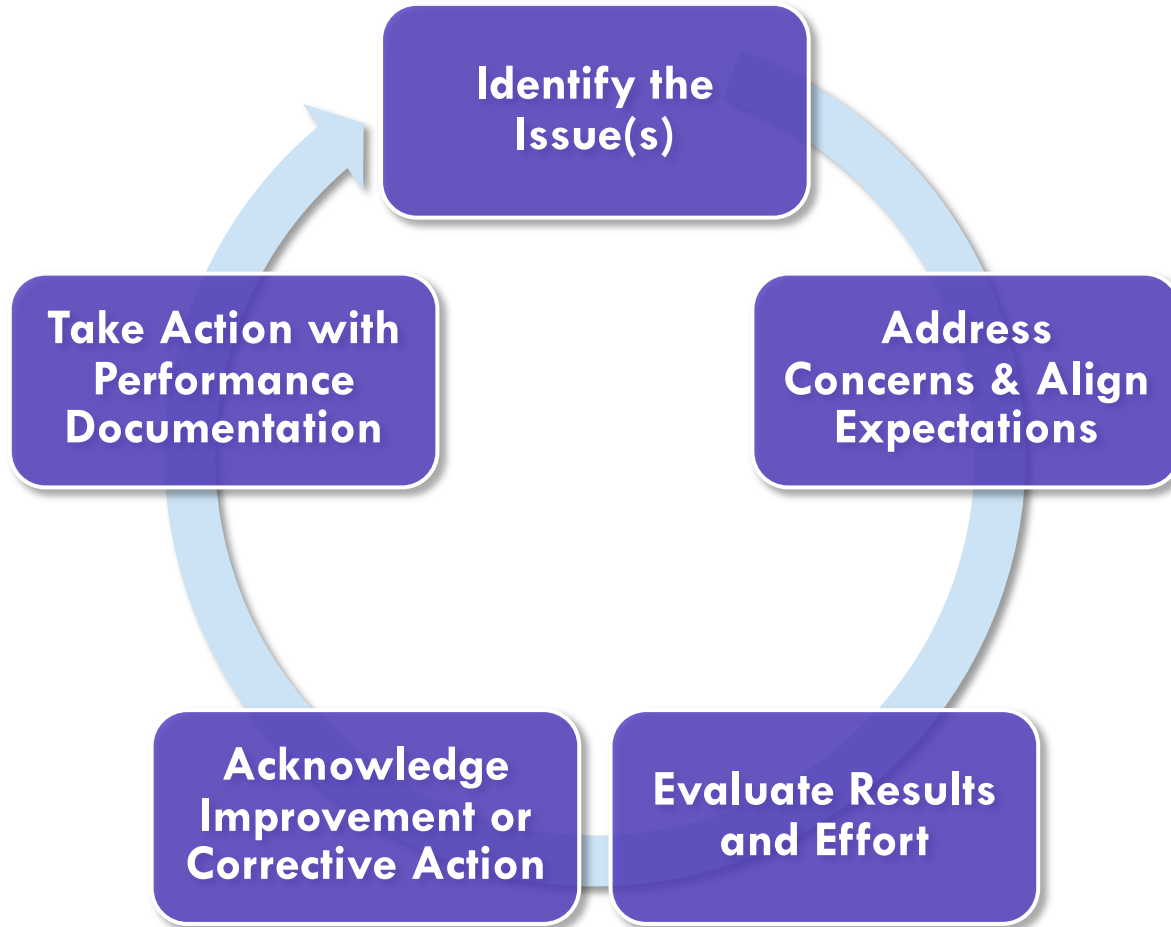 Identify the
Issue(s)
Address
Concerns & Align
Expectations
Evaluate Results
and Effort
Acknowledge
Improvement or
Corrective Action
Take Action with
Performance
Documentation